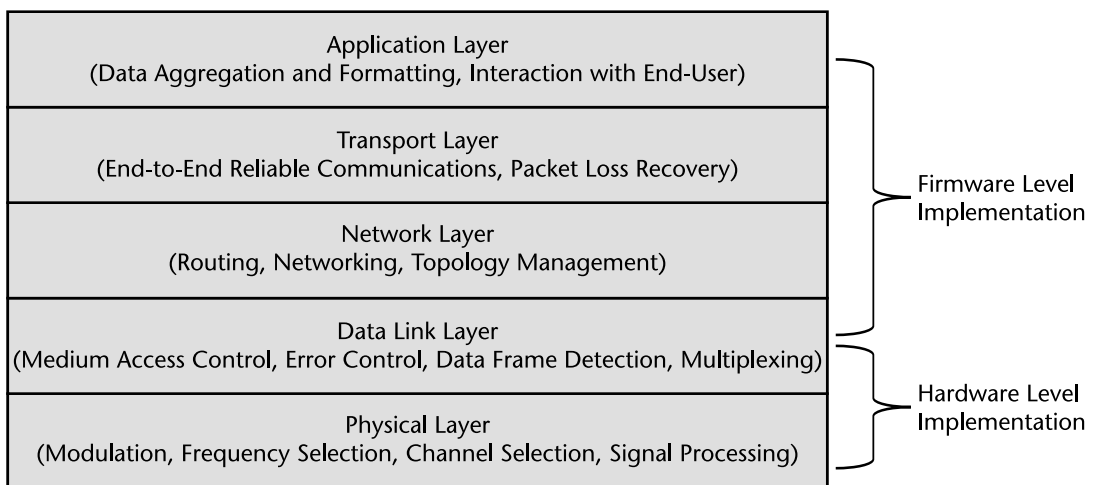 Application Layer
(Data Aggregation and Formatting, Interaction with End-User)
Transport Layer
(End-to-End Reliable Communications, Packet Loss Recovery)
Network Layer
(Routing, Networking, Topology Management)
Data Link Layer
(Medium Access Control, Error Control, Data Frame Detection, Multiplexing)
Physical Layer
(Modulation, Frequency Selection, Channel Selection, Signal Processing)
Firmware Level
Implementation
Hardware Level
Implementation